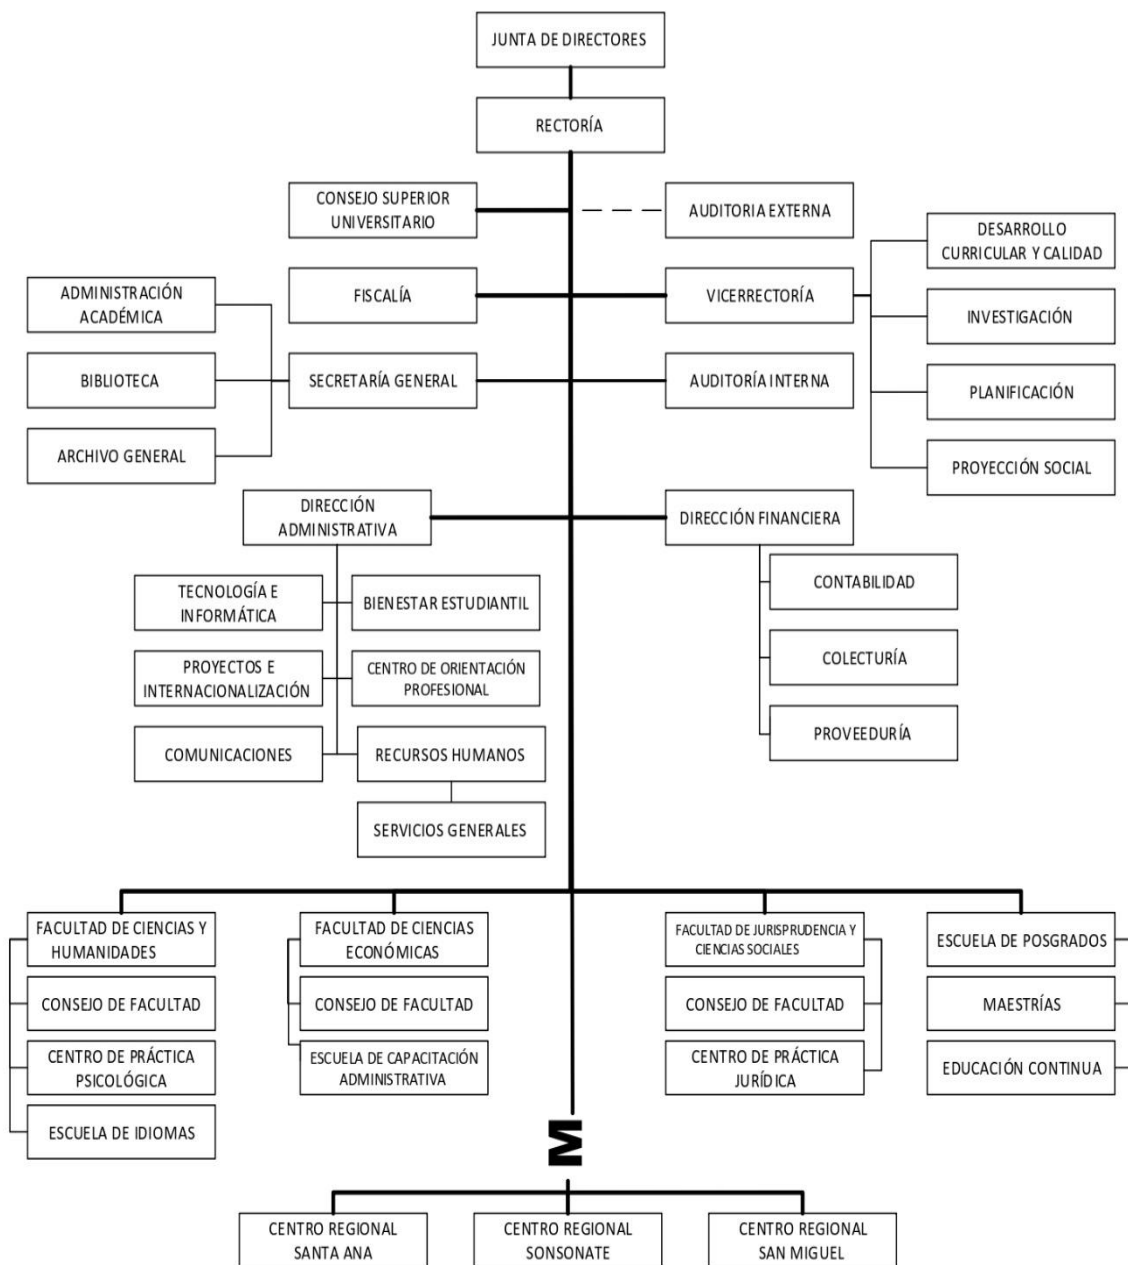 JUNTA DE DIRECTORES
RECTORÍA
CONSEJO SUPERIOR
UNIVERSITARIO
AUDITORIA EXTERNA
DESARROLLO
CURRICULAR Y CALIDAD
ADMINISTRACIÓN
ACADÉMICA
FISCALÍA
VICERRECTORÍA
INVESTIGACIÓN
BIBLIOTECA
SECRETARÍA GENERAL
AUDITORÍA INTERNA
PLANIFICACIÓN
ARCHIVO GENERAL
PROYECCIÓN SOCIAL
DIRECCIÓN
ADMINISTRATIVA
DIRECCIÓN FINANCIERA
TECNOLOGÍA E
INFORMÁTICA
BIENESTAR ESTUDIANTIL
CONTABILIDAD
PROYECTOS E
INTERNACIONALIZACIÓN
CENTRO DE ORIENTACIÓN
PROFESIONAL
COLECTURÍA
COMUNICACIONES
RECURSOS HUMANOS
PROVEEDURÍA
SERVICIOS GENERALES
FACULTAD DE CIENCIAS Y
HUMANIDADES
FACULTAD DE CIENCIAS
ECONÓMICAS
FACULTAD DE JURISPRUDENCIA Y
CIENCIAS SOCIALES
ESCUELA DE POSGRADOS
CONSEJO DE FACULTAD
CONSEJO DE FACULTAD
CONSEJO DE FACULTAD
MAESTRÍAS
CENTRO DE PRÁCTICA
PSICOLÓGICA
ESCUELA DE CAPACITACIÓN
ADMINISTRATIVA
CENTRO DE PRÁCTICA
JURÍDICA
EDUCACIÓN CONTINUA
ESCUELA DE IDIOMAS
M
CENTRO REGIONAL
SANTA ANA
CENTRO REGIONAL
SONSONATE
CENTRO REGIONAL
SAN MIGUEL